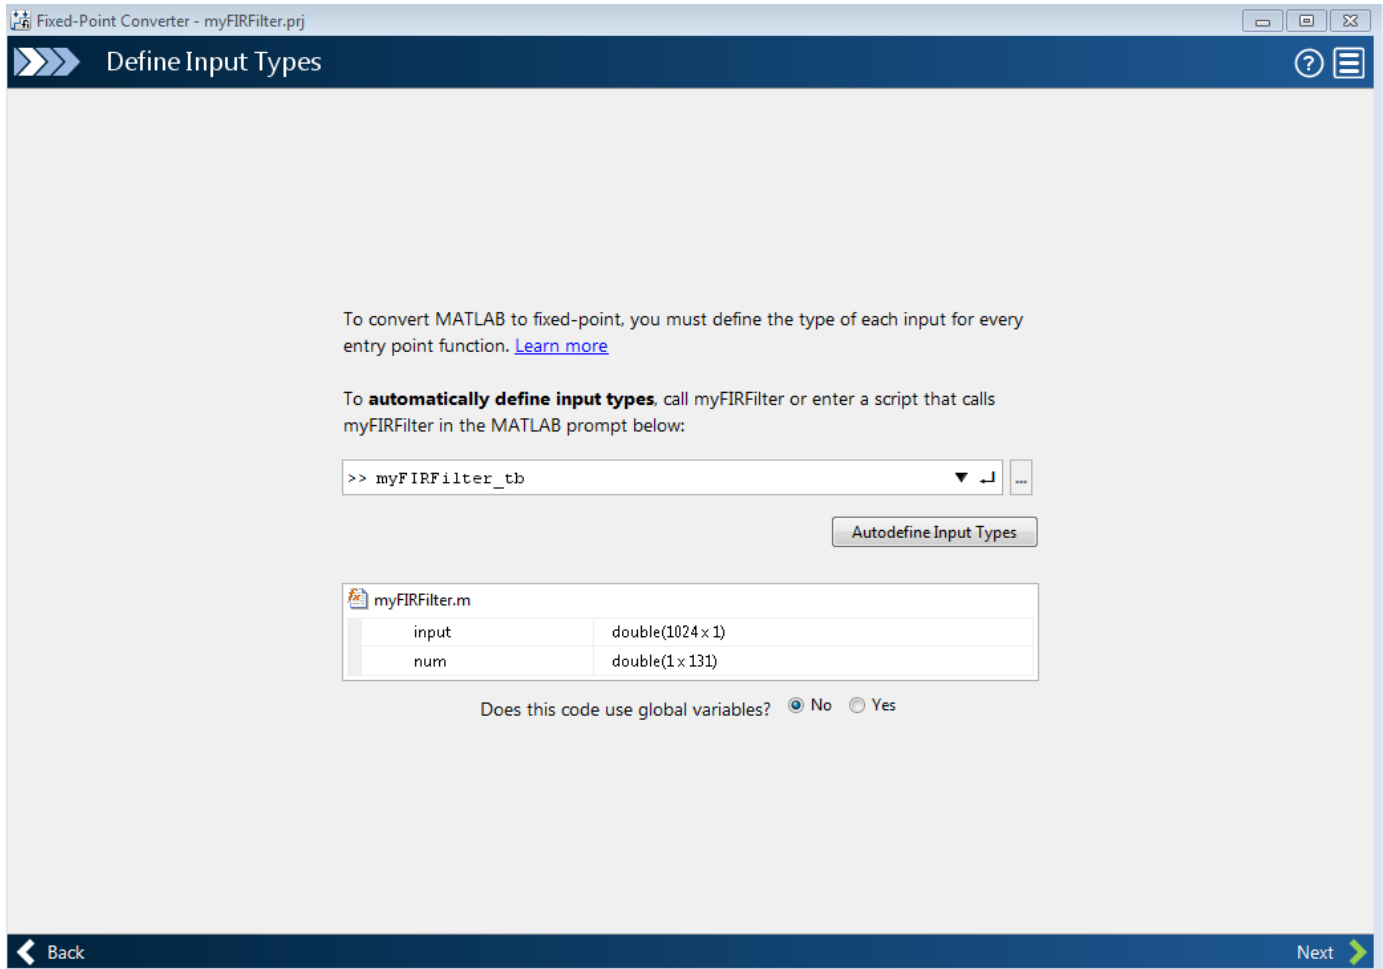 Fixed-Point Converter - myFIRFilter.prj
Define Input Types
?
To convert MATLAB to fixed-point, you must define the type of each input for every
entry point function. Learn more
To automatically define input types, call myFIRFilter or enter a script that calls
myFIRFilter in the MATLAB prompt below:
>> myFIRFilter_tb
...
Autodefine Input Types
myFIRFilter.m
input double(1024 x 1)
num double(1 x 131)
Does this code use global variables? No Yes
Back Next